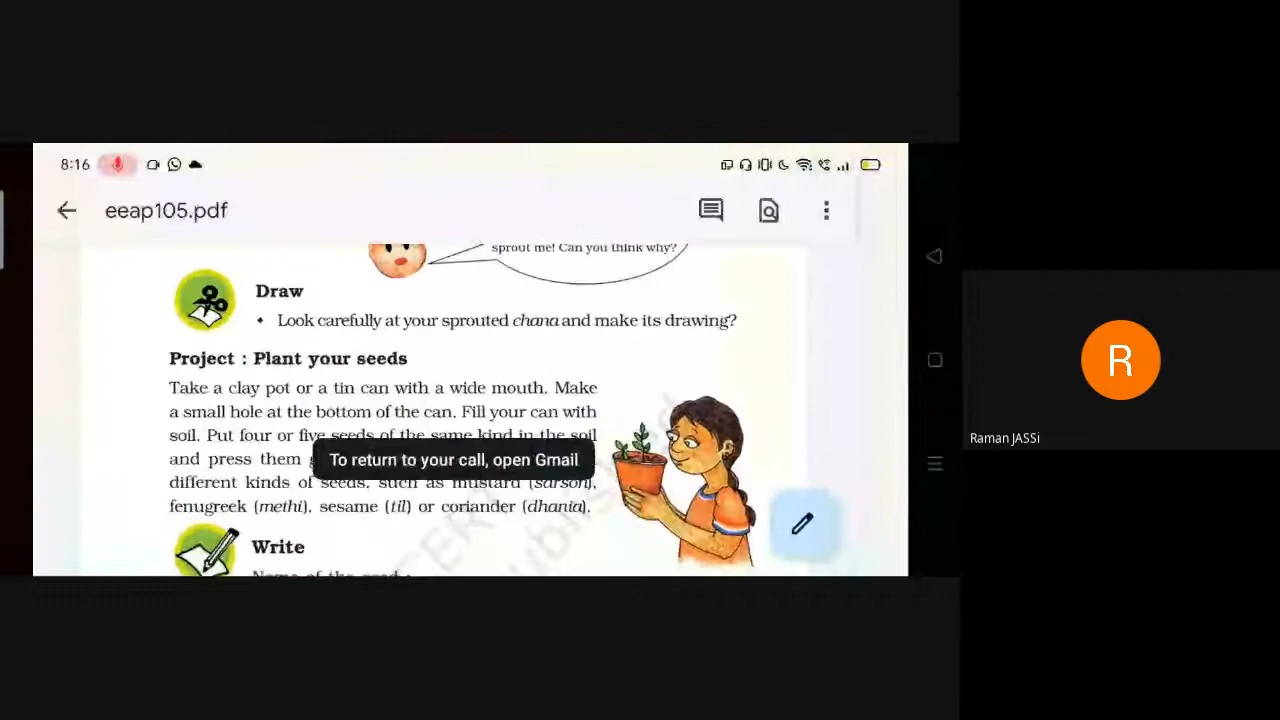 8:16
eeap105.pdf
sprout me! Can you think why?
Draw
• Look carefully at your sprouted chana and make its drawing?
Project : Plant your seeds
Take a clay pot or a tin can with a wide mouth. Make
a small hole at the bottom of the can. Fill your can with
soil. Put four or five seeds of the same kind in the soil
and press them
To return to your call, open Gmail
different kinds of seeds, such as mustard (sarson),
fenugreek (methi), sesame (til) or coriander (dhania).
Write
Name of the seed :
R
Raman JASSi